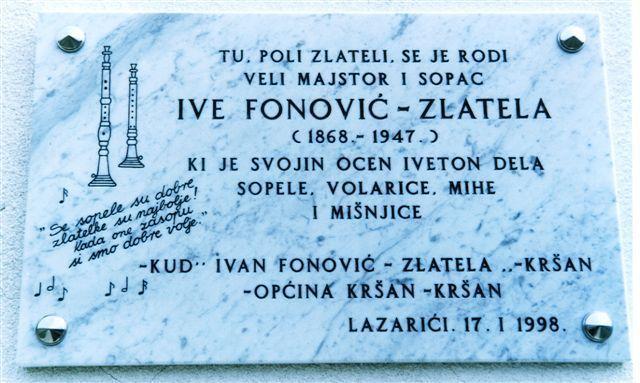 TU, POLI ZLATELI, SE JE RODI
VELI MAJSTOR I SOPAC
IVE FONOVIĆ - ZLATELA
(1868.-1947.)
KI JE SVOJIN OCEN IVETON DELA
SOPELE, VOLARICE, MIHE
I MIŠNJICE
"Se sopele su dobre,
zlatelke su najbolje!
Kada one zasopu
si smo dobre volje."
-KUD,, IVAN FONOVIĆ - ZLATELA ,,-KRŠAN
-OPĆINA KRŠAN -KRŠAN
LAZARIĆI. 17. I 1998.